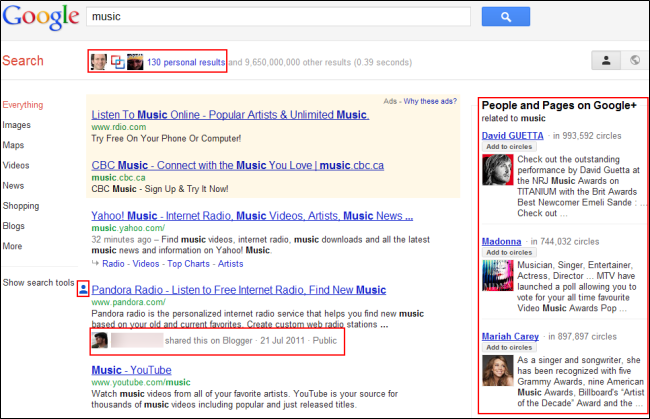 Google
music
Search
130 personal results and 9,650,000,000 other results (0.39 seconds)
Everything
Images
Maps
Videos
News
Shopping
Blogs
More
Show search tools
Ads - Why these ads?
Listen To Music Online - Popular Artists & Unlimited Music.
www.rdio.com
Try Free On Your Phone Or Computer!
CBC Music - Connect with the Music You Love | music.cbc.ca
music.cbc.ca
CBC Music - Sign Up & Try It Now!
Yahoo! Music - Internet Radio, Music Videos, Artists, Music News ...
music.yahoo.com/
32 minutes ago – Find music videos, internet radio, music downloads and all the latest
music news and information on Yahoo! Music.
Radio - Videos - Top Charts - Artists
Pandora Radio - Listen to Free Internet Radio, Find New Music
www.pandora.com/
Pandora radio is the personalized internet radio service that helps you find new music
based on your old and current favorites. Create custom web radio stations ...
shared this on Blogger · 21 Jul 2011 · Public
Music - YouTube
www.youtube.com/music
Watch music videos from all of your favorite artists. YouTube is your source for
thousands of music videos including popular and just released titles.
People and Pages on Google+
related to music
David GUETTA · in 993,592 circles
Add to circles
Check out the outstanding
performance by David Guetta at
the NRJ Music Awards on
TITANIUM with the Brit Awards
Best Newcomer Emeli Sande : ...
Check out ...
Madonna · in 744,032 circles
Add to circles
Musician, Singer, Entertainer,
Actress, Director ... MTV have
launched a poll allowing you to
vote for your all time favourite
Video Music Awards Pop ...
Mariah Carey · in 897,897 circles
Add to circles
As a singer and songwriter, she
has been recognized with five
Grammy Awards, nine American
Music Awards, Billboard's "Artist
of the Decade" Award and the ...